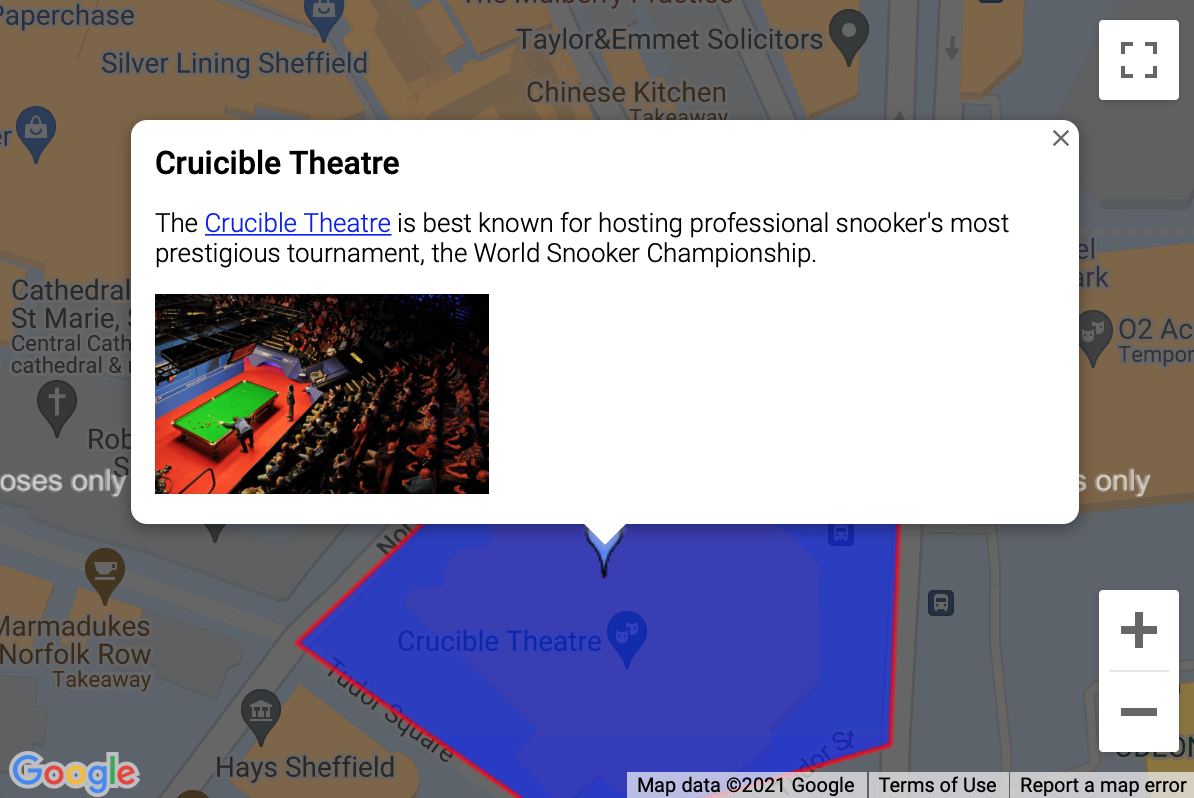 Paperchase
The Mulberry Practice
Silver Lining Sheffield
Taylor&Emmet Solicitors
Chinese Kitchen
Takeaway
Cruicible Theatre
The Crucible Theatre is best known for hosting professional snooker's most
prestigious tournament, the World Snooker Championship.
Cathedral
St Marie,
Central Cath
cathedral &
O2 Ac
Tempor
Rob
S
oses only
s only
Nor
Marmadukes
Norfolk Row
Takeaway
Crucible Theatre
Tudor Square
Tudor St
Hays Sheffield
ODEON
Google
Map data ©2021 Google
Terms of Use
Report a map error